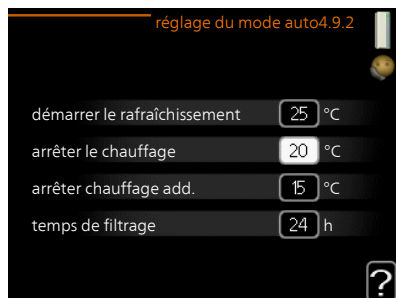 réglage du mode auto4.9.2
démarrer le rafraîchissement 25 °C
arrêter le chauffage 20 °C
arrêter chauffage add. 15 °C
temps de filtrage 24 h
?